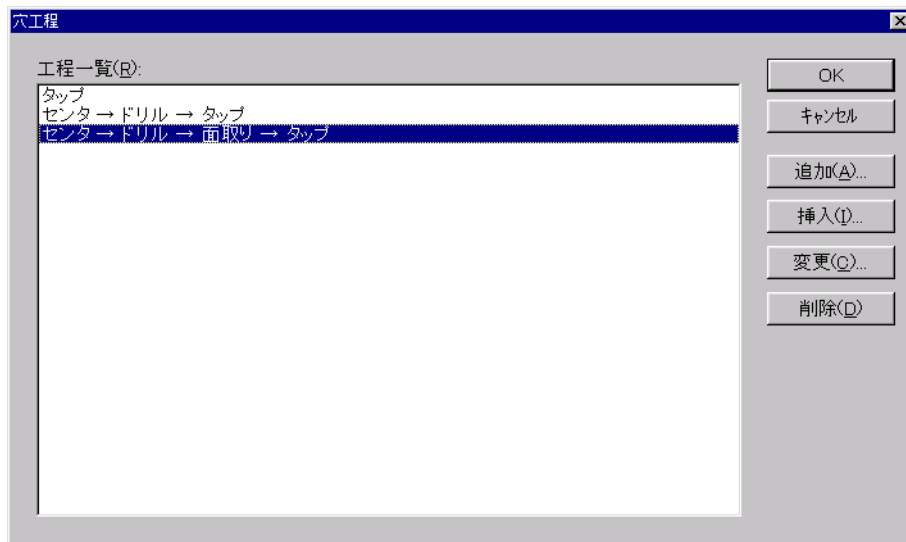 穴工程
工程一覧(R):
タップ
センタ → ドリル → タップ
センタ → ドリル → 面取り → タップ
OK
キャンセル
追加(A)...
挿入(I)...
変更(C)...
削除(D)